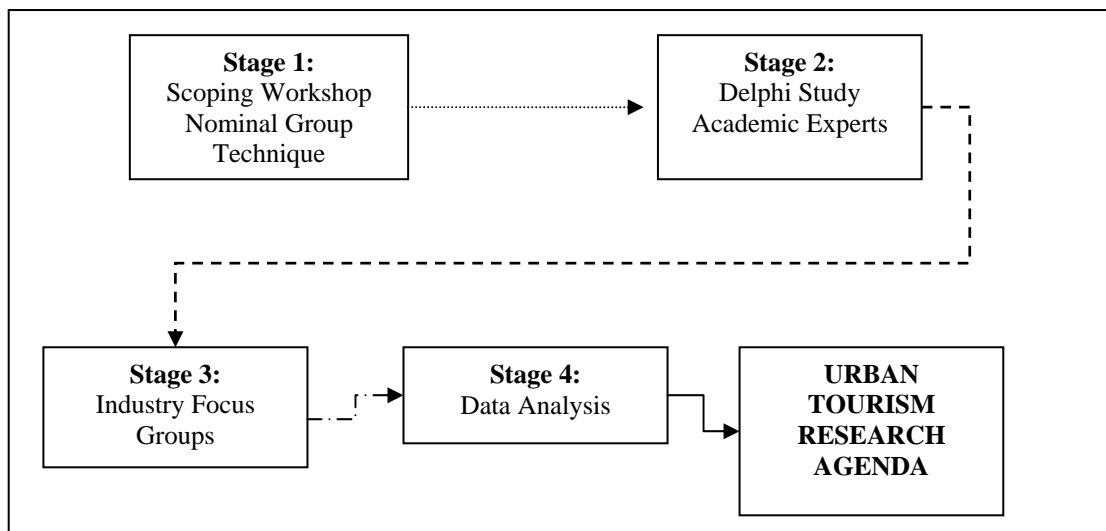 Stage 1:
Scoping Workshop
Nominal Group
Technique
Stage 2:
Delphi Study
Academic Experts
Stage 3:
Industry Focus
Groups
Stage 4:
Data Analysis
URBAN
TOURISM
RESEARCH
AGENDA